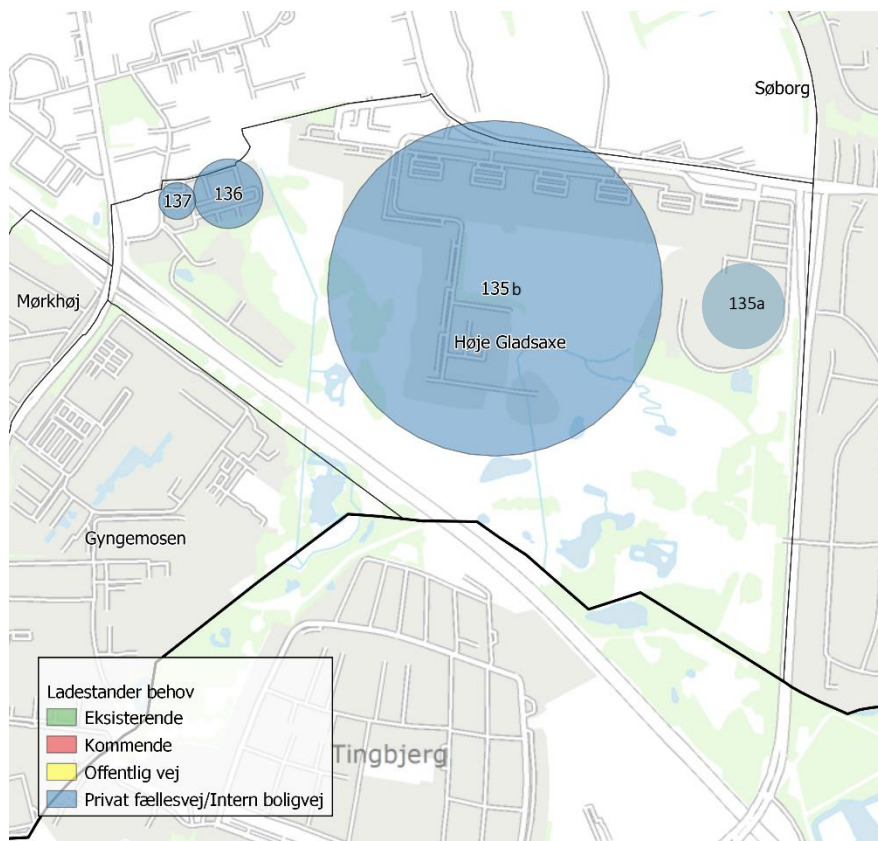 Søborg
137
136
135b
135a
Mørkhøj
Høje Gladsaxe
Gyngemosen
Tingbjerg
Ladestander behov
Eksisterende
Kommende
Offentlig vej
Privat fællesvej/Intern boligvej